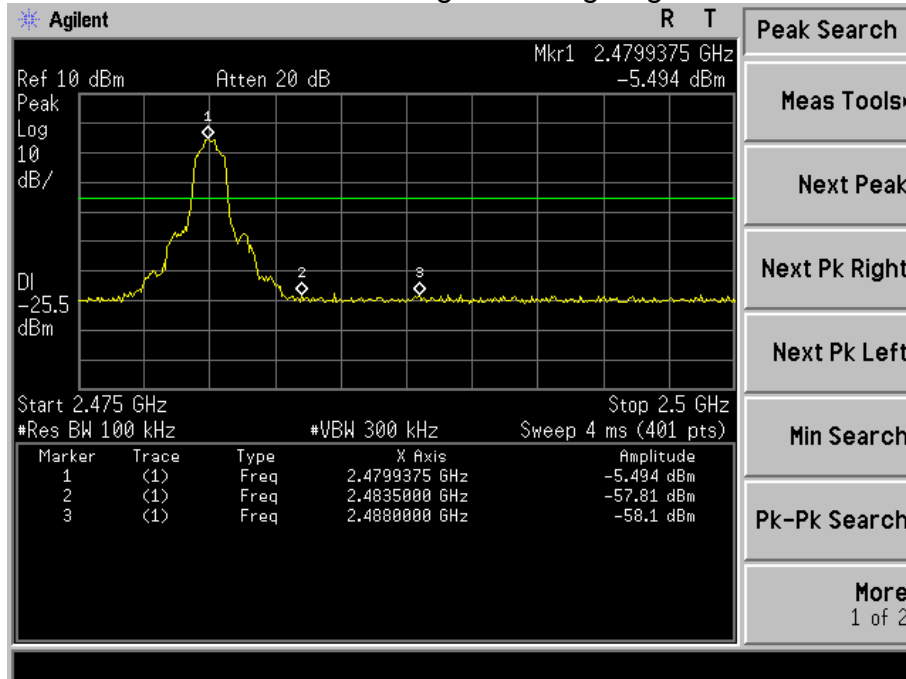 Agilent R T
Peak Search
Mkr1 2.4799375 GHz
Ref 10 dBm Atten 20 dB -5.494 dBm
Peak
Log
10
dB/
1
2
3
DI
-25.5
dBm
Start 2.475 GHz Stop 2.5 GHz
#Res BW 100 kHz #VBW 300 kHz Sweep 4 ms (401 pts)
Marker Trace Type X Axis Amplitude
1 (1) Freq 2.4799375 GHz -5.494 dBm
2 (1) Freq 2.4835000 GHz -57.81 dBm
3 (1) Freq 2.4880000 GHz -58.1 dBm
Meas Tools
Next Peak
Next Pk Right
Next Pk Left
Min Search
Pk-Pk Search
More
1 of 2